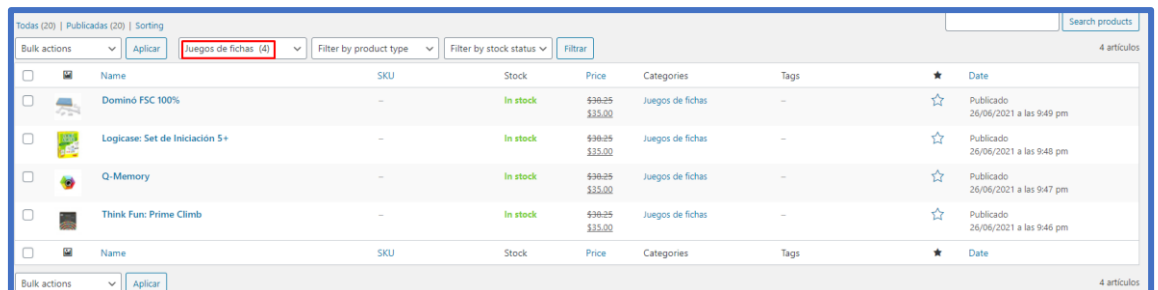 Todas (20) | Publicadas (20) | Sorting
Search products
Bulk actions Aplicar Juegos de fichas (4) Filter by product type Filter by stock status Filtrar 4 artículos
Name SKU Stock Price Categories Tags Date
Dominó FSC 100% – In stock $38.25 Juegos de fichas – Publicado
$35.00 26/06/2021 a las 9:49 pm
Logicase: Set de Iniciación 5+ – In stock $38.25 Juegos de fichas – Publicado
$35.00 26/06/2021 a las 9:48 pm
Q-Memory – In stock $38.25 Juegos de fichas – Publicado
$35.00 26/06/2021 a las 9:47 pm
Think Fun: Prime Climb – In stock $38.25 Juegos de fichas – Publicado
$35.00 26/06/2021 a las 9:46 pm
Name SKU Stock Price Categories Tags Date
Bulk actions Aplicar 4 artículos